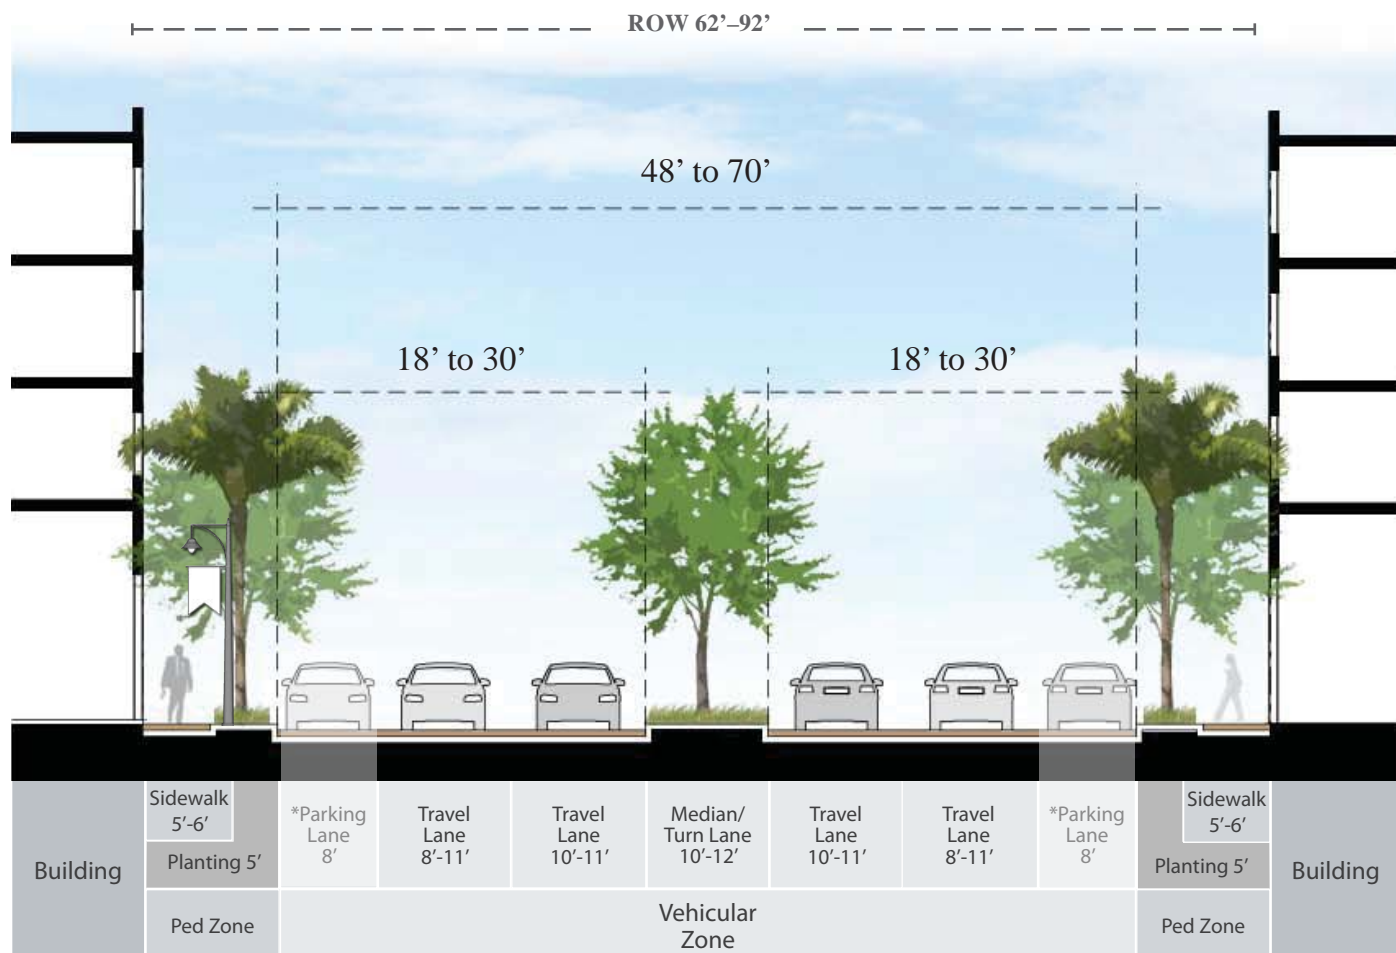 ROW 62’–92’
48’ to 70’
18’ to 30’
18’ to 30’
Building
Sidewalk
5’-6’
Planting 5’
Ped Zone
*Parking
Lane
8’
Travel
Lane
8’-11’
Travel
Lane
10’-11’
Median/
Turn Lane
10’-12’
Travel
Lane
10’-11’
Travel
Lane
8’-11’
*Parking
Lane
8’
Vehicular
Zone
Sidewalk
5’-6’
Planting 5’
Ped Zone
Building